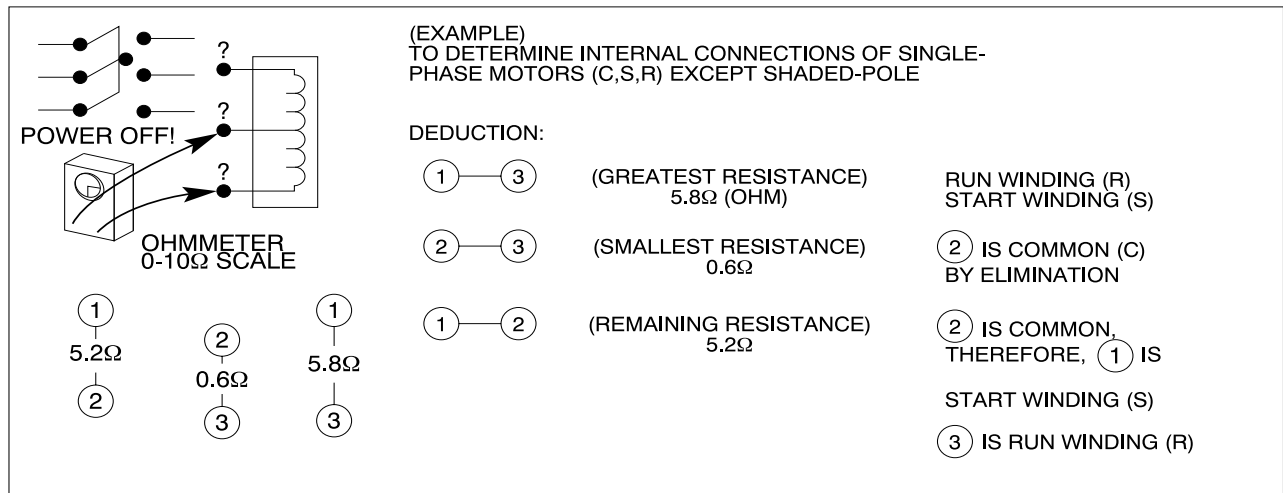 (EXAMPLE)
TO DETERMINE INTERNAL CONNECTIONS OF SINGLE-
PHASE MOTORS (C,S,R) EXCEPT SHADED-POLE
?
?
?
POWER OFF!
OHMMETER
0-10Ω SCALE
1
5.2Ω
2
2
0.6Ω
3
1
5.8Ω
3
DEDUCTION:
1 3 (GREATEST RESISTANCE) RUN WINDING (R)
5.8Ω (OHM) START WINDING (S)
2 3 (SMALLEST RESISTANCE) 2 IS COMMON (C)
0.6Ω BY ELIMINATION
1 2 (REMAINING RESISTANCE) 2 IS COMMON,
5.2Ω THEREFORE, 1 IS
START WINDING (S)
3 IS RUN WINDING (R)